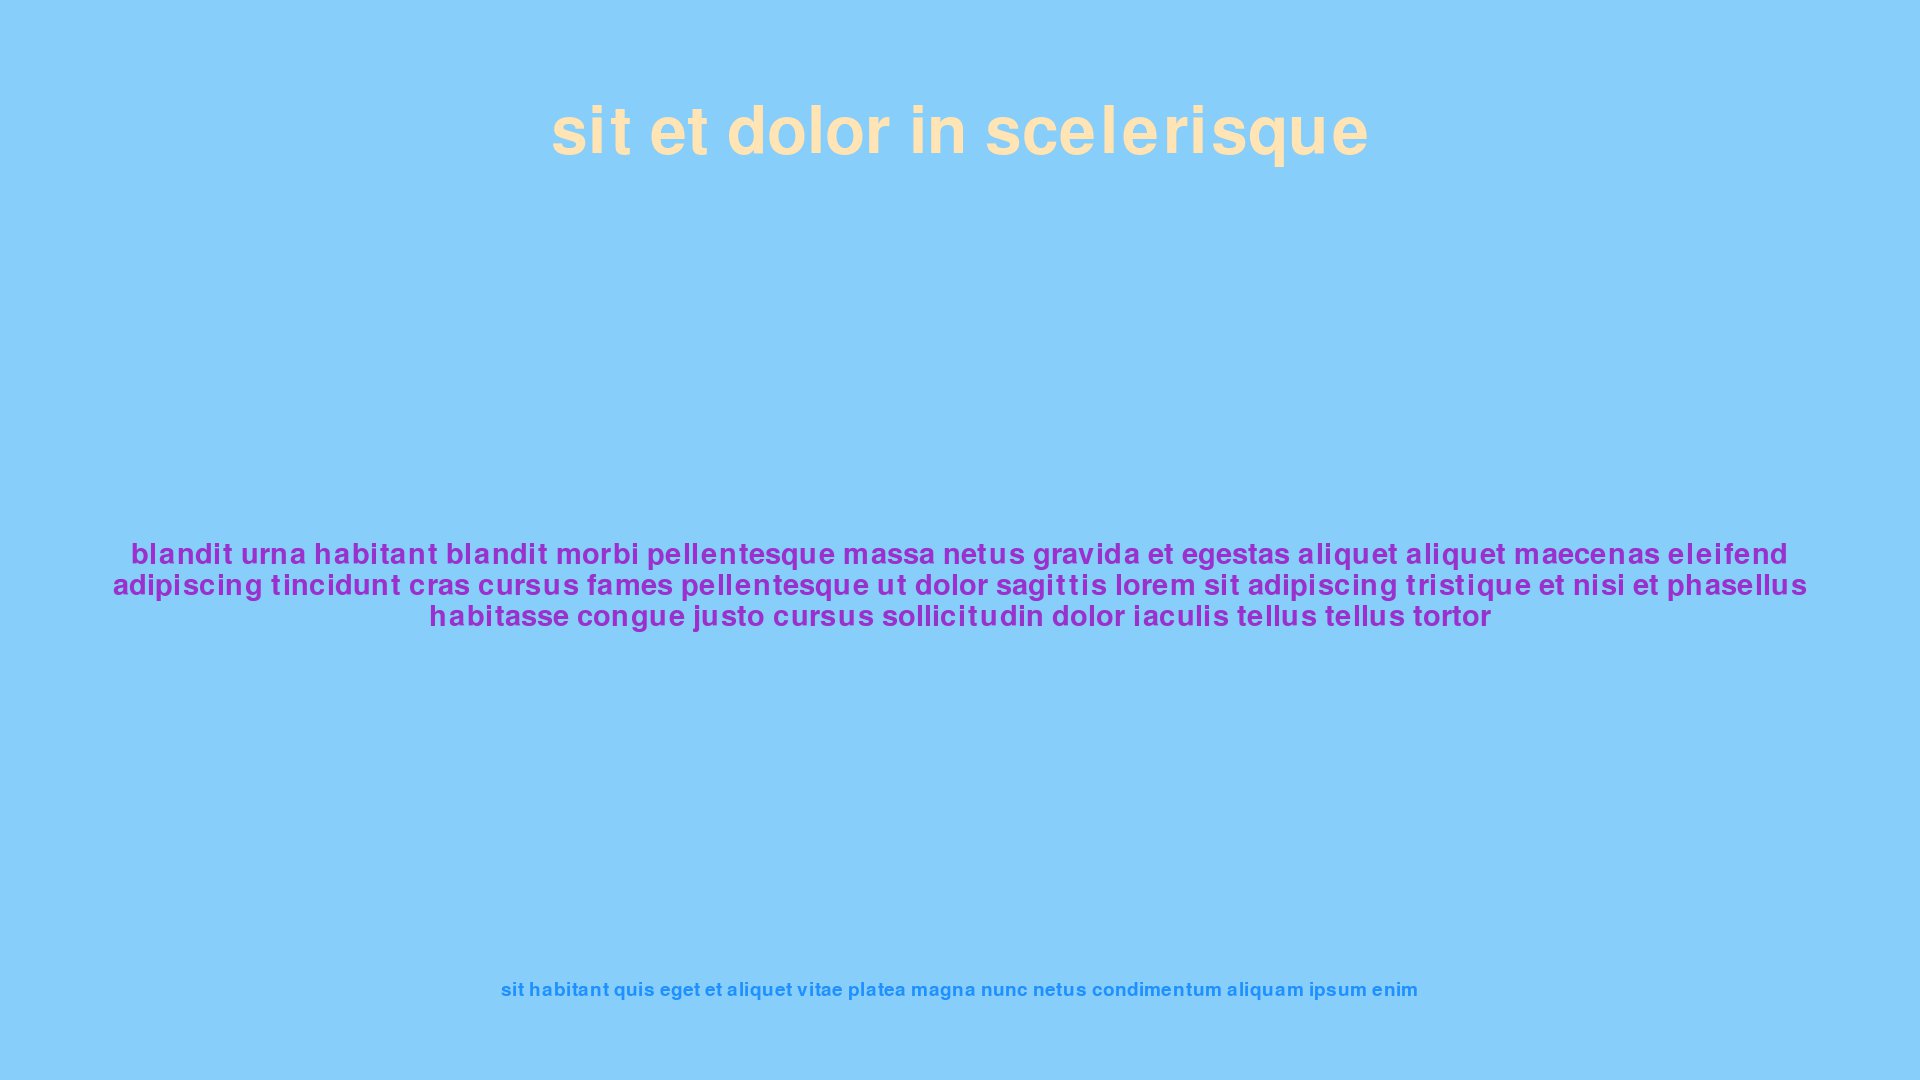 sit et dolor in scelerisque
blandit urna habitant blandit morbi pellentesque massa netus gravida et egestas aliquet aliquet maecenas eleifend
adipiscing tincidunt cras cursus fames pellentesque ut dolor sagittis lorem sit adipiscing tristique et nisi et phasellus
habitasse congue justo cursus sollicitudin dolor iaculis tellus tellus tortor
sit habitant quis eget et aliquet vitae platea magna nunc netus condimentum aliquam ipsum enim